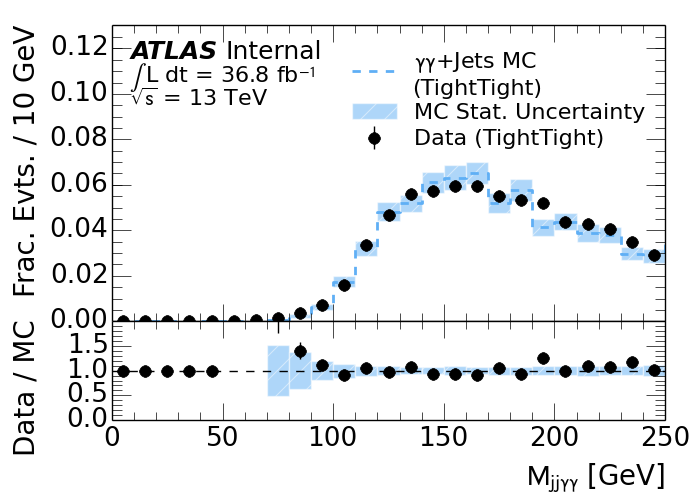 ATLAS Internal
∫L dt = 36.8 fb⁻¹
√s = 13 TeV
γγ+Jets MC
(TightTight)
MC Stat. Uncertainty
Data (TightTight)
Frac. Evts. / 10 GeV
0.12
0.10
0.08
0.06
0.04
0.02
0.00
Data / MC
1.5
1.0
0.5
0.0
0 50 100 150 200 250
M_jjγγ [GeV]